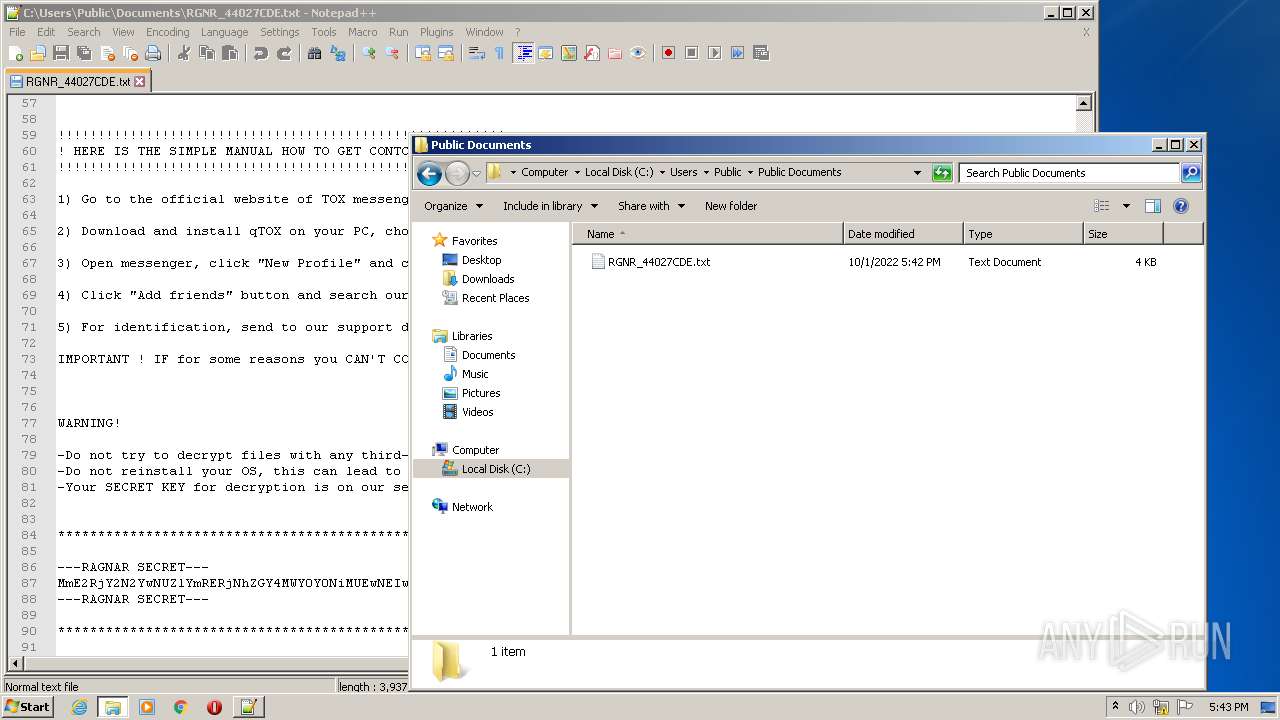 C:\Users\Public\Documents\RGNR_44027CDE.txt - Notepad++
File Edit Search View Encoding Language Settings Tools Macro Run Plugins Window ? X
RGNR_44027CDE.txt
57
58
59 !!!!!!!!!!!!!!!!!!!!!!!!!!!!!!!!!!!!!!!!!!!!!!!!!!!!!!!!
60 ! HERE IS THE SIMPLE MANUAL HOW TO GET CONTC
61 !!!!!!!!!!!!!!!!!!!!!!!!!!!!!!!!!!!!!!!!!!!!
62
63 1) Go to the official website of TOX messeng
64
65 2) Download and install qTOX on your PC, cho
66
67 3) Open messenger, click "New Profile" and c
68
69 4) Click "Add friends" button and search our
70
71 5) For identification, send to our support d
72
73 IMPORTANT ! IF for some reasons you CAN'T CO
74
75
76
77 WARNING!
78
79 -Do not try to decrypt files with any third-
80 -Do not reinstall your OS, this can lead to
81 -Your SECRET KEY for decryption is on our se
82
83
84 ********************************************
85
86 ---RAGNAR SECRET---
87 MmE2RjY2N2YwNUZlYmRERjNhZGY4MWY0Y0NiMUEwNEIw
88 ---RAGNAR SECRET---
89
90 ********************************************
91
Normal text file
length : 3,937
Public Documents
Computer Local Disk (C:) Users Public Public Documents
Search Public Documents
Organize Include in library Share with New folder
Favorites
Desktop
Downloads
Recent Places
Libraries
Documents
Music
Pictures
Videos
Computer
Local Disk (C:)
Network
Name Date modified Type Size
RGNR_44027CDE.txt 10/1/2022 5:42 PM Text Document 4 KB
1 item
ANY RUN
Start
5:43 PM